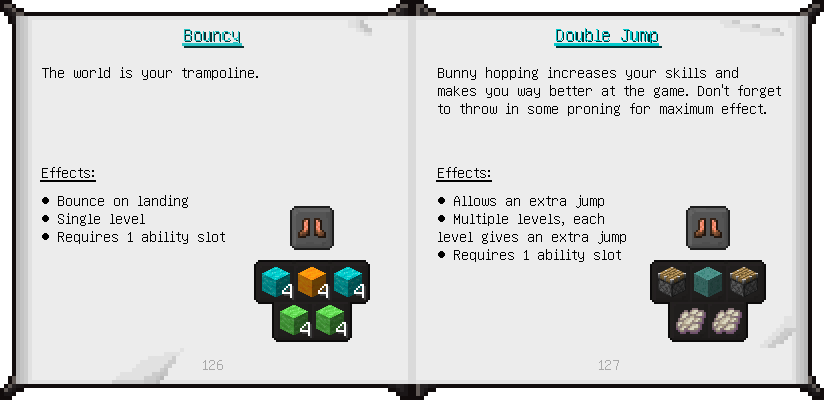 Bouncy
The world is your trampoline.
Effects:
• Bounce on landing
• Single level
• Requires 1 ability slot
4
4
4
4
4
126
Double Jump
Bunny hopping increases your skills and
makes you way better at the game. Don't forget
to throw in some proning for maximum effect.
Effects:
• Allows an extra jump
• Multiple levels, each
level gives an extra jump
• Requires 1 ability slot
127